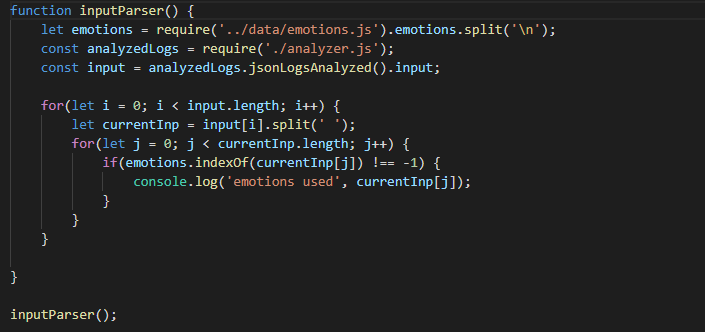 function inputParser() {
    let emotions = require('../data/emotions.js').emotions.split('\n');
    const analyzedLogs = require('./analyzer.js');
    const input = analyzedLogs.jsonLogsAnalyzed().input;

    for(let i = 0; i < input.length; i++) {
        let currentInp = input[i].split(' ');
        for(let j = 0; j < currentInp.length; j++) {
            if(emotions.indexOf(currentInp[j]) !== -1) {
                console.log('emotions used', currentInp[j]);
            }
        }
    }

}

inputParser();